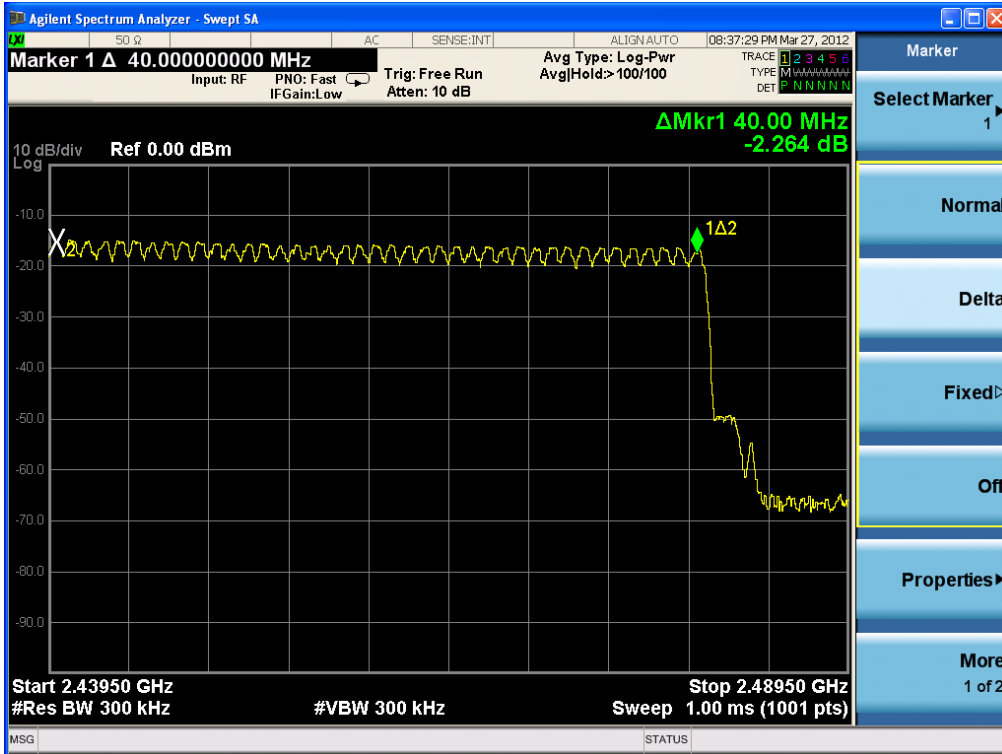 Agilent Spectrum Analyzer - Swept SA
LXI 50 Ω AC SENSE:INT ALIGN AUTO 08:37:29 PM Mar 27, 2012
Marker 1 Δ 40.000000000 MHz
Input: RF PNO: Fast IFGain:Low
Trig: Free Run
Atten: 10 dB
Avg Type: Log-Pwr
Avg|Hold:>100/100
TRACE 1 2 3 4 5 6
TYPE M WWWWWWW
DET P N N N N N
ΔMkr1 40.00 MHz
-2.264 dB
10 dB/div Ref 0.00 dBm
Log
-10.0
-20.0
-30.0
-40.0
-50.0
-60.0
-70.0
-80.0
-90.0
2
1Δ2
Start 2.43950 GHz Stop 2.48950 GHz
#Res BW 300 kHz #VBW 300 kHz Sweep 1.00 ms (1001 pts)
MSG STATUS
Marker
Select Marker
1
Normal
Delta
Fixed
Off
Properties
More
1 of 2